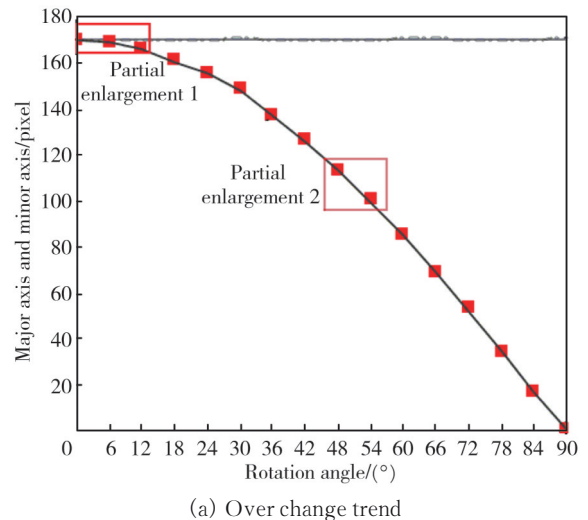 180
160
140
120
100
80
60
40
20
0 6 12 18 24 30 36 42 48 54 60 66 72 78 84 90
Major axis and minor axis/pixel
Partial
enlargement 1
Partial
enlargement 2
Rotation angle/(°)
(a) Over change trend